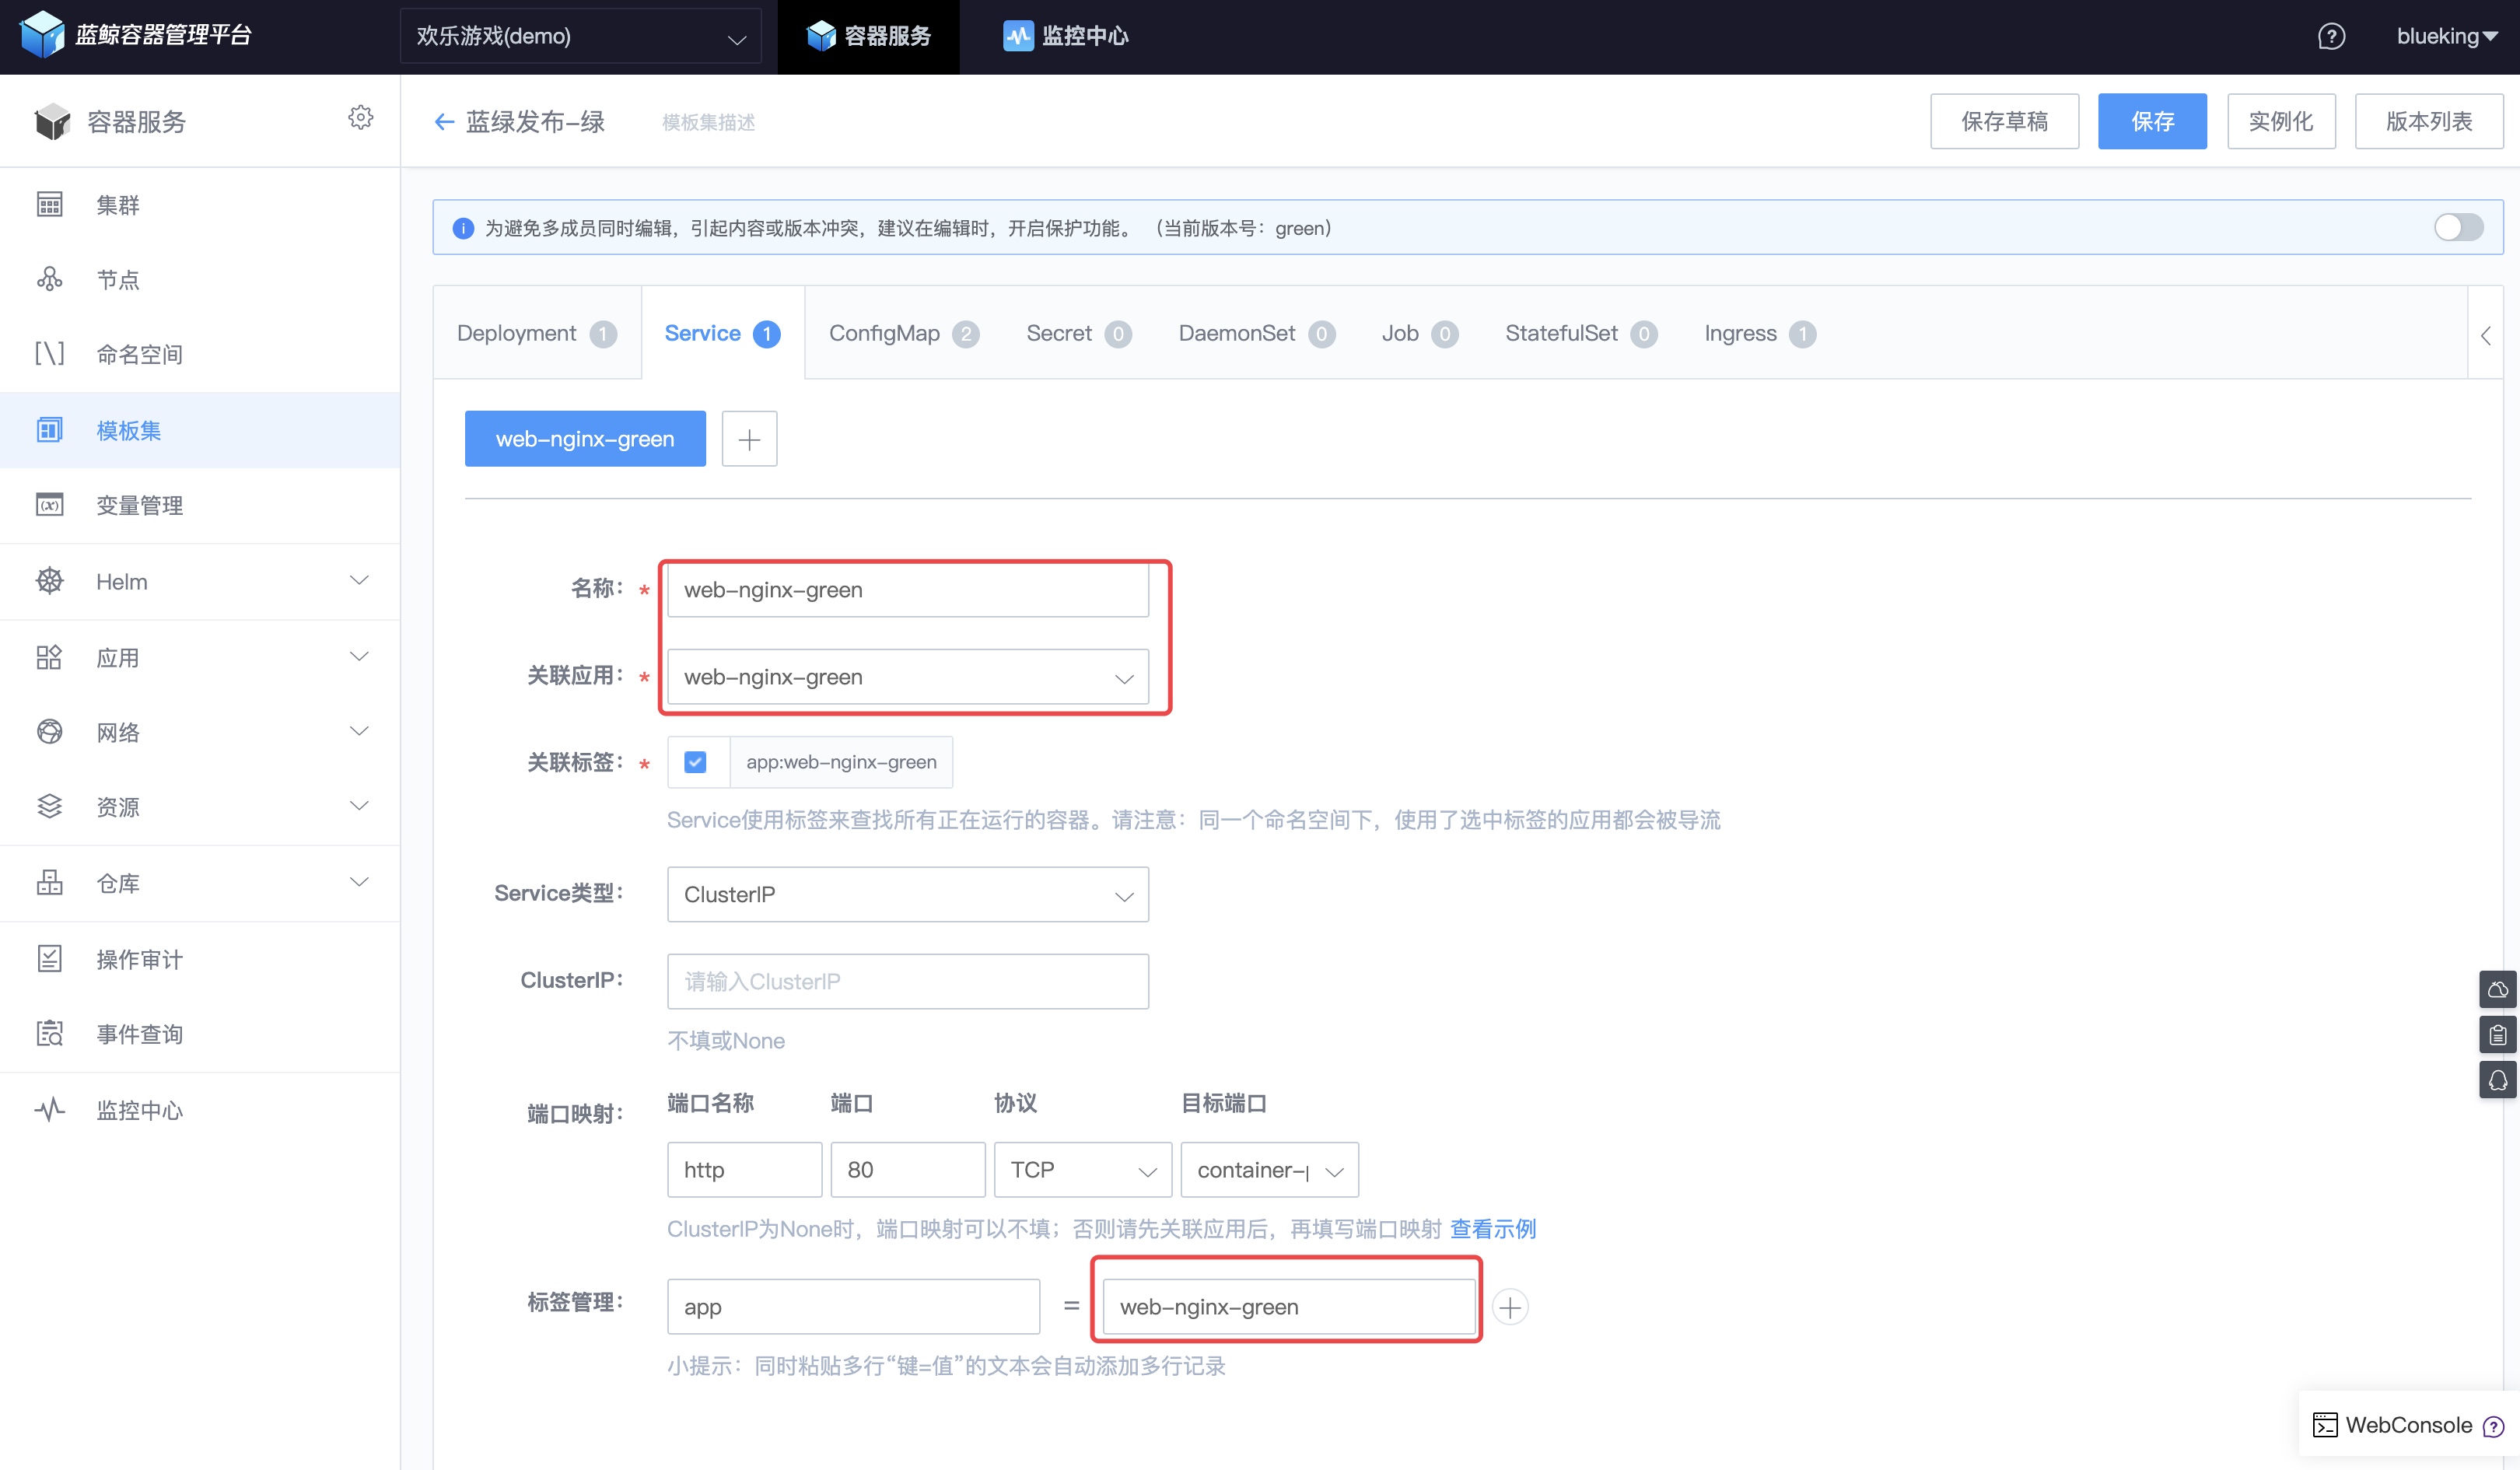 蓝鲸容器管理平台
欢乐游戏(demo)
容器服务
监控中心
blueking
容器服务
蓝绿发布-绿
模板集描述
保存草稿
保存
实例化
版本列表
集群
节点
命名空间
模板集
变量管理
Helm
应用
网络
资源
仓库
操作审计
事件查询
监控中心
为避免多成员同时编辑，引起内容或版本冲突，建议在编辑时，开启保护功能。（当前版本号：green）
Deployment 1
Service 1
ConfigMap 2
Secret 0
DaemonSet 0
Job 0
StatefulSet 0
Ingress 1
web-nginx-green
名称： * web-nginx-green
关联应用： * web-nginx-green
关联标签： * app:web-nginx-green
Service使用标签来查找所有正在运行的容器。请注意：同一个命名空间下，使用了选中标签的应用都会被导流
Service类型： ClusterIP
ClusterIP： 请输入ClusterIP
不填或None
端口映射： 端口名称 端口 协议 目标端口
http 80 TCP container-
ClusterIP为None时，端口映射可以不填；否则请先关联应用后，再填写端口映射 查看示例
标签管理： app = web-nginx-green
小提示：同时粘贴多行“键=值”的文本会自动添加多行记录
WebConsole